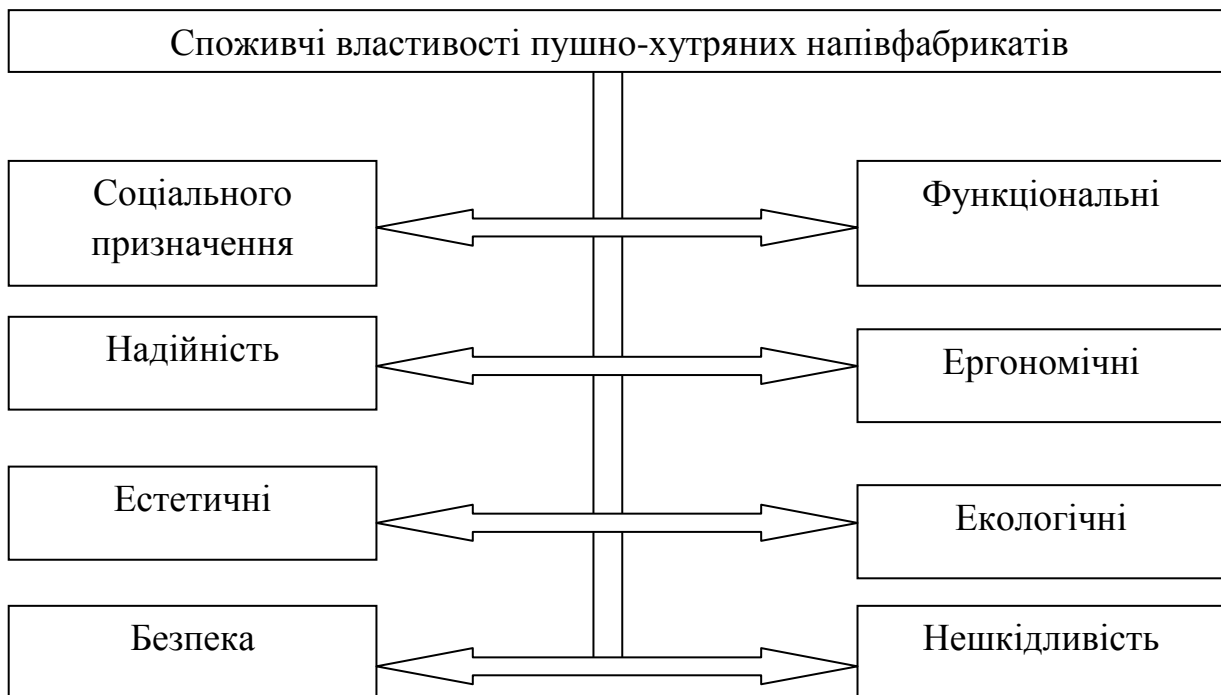 Споживчі властивості пушно-хутряних напівфабрикатів
Соціального
призначення
Функціональні
Надійність
Ергономічні
Естетичні
Екологічні
Безпека
Нешкідливість